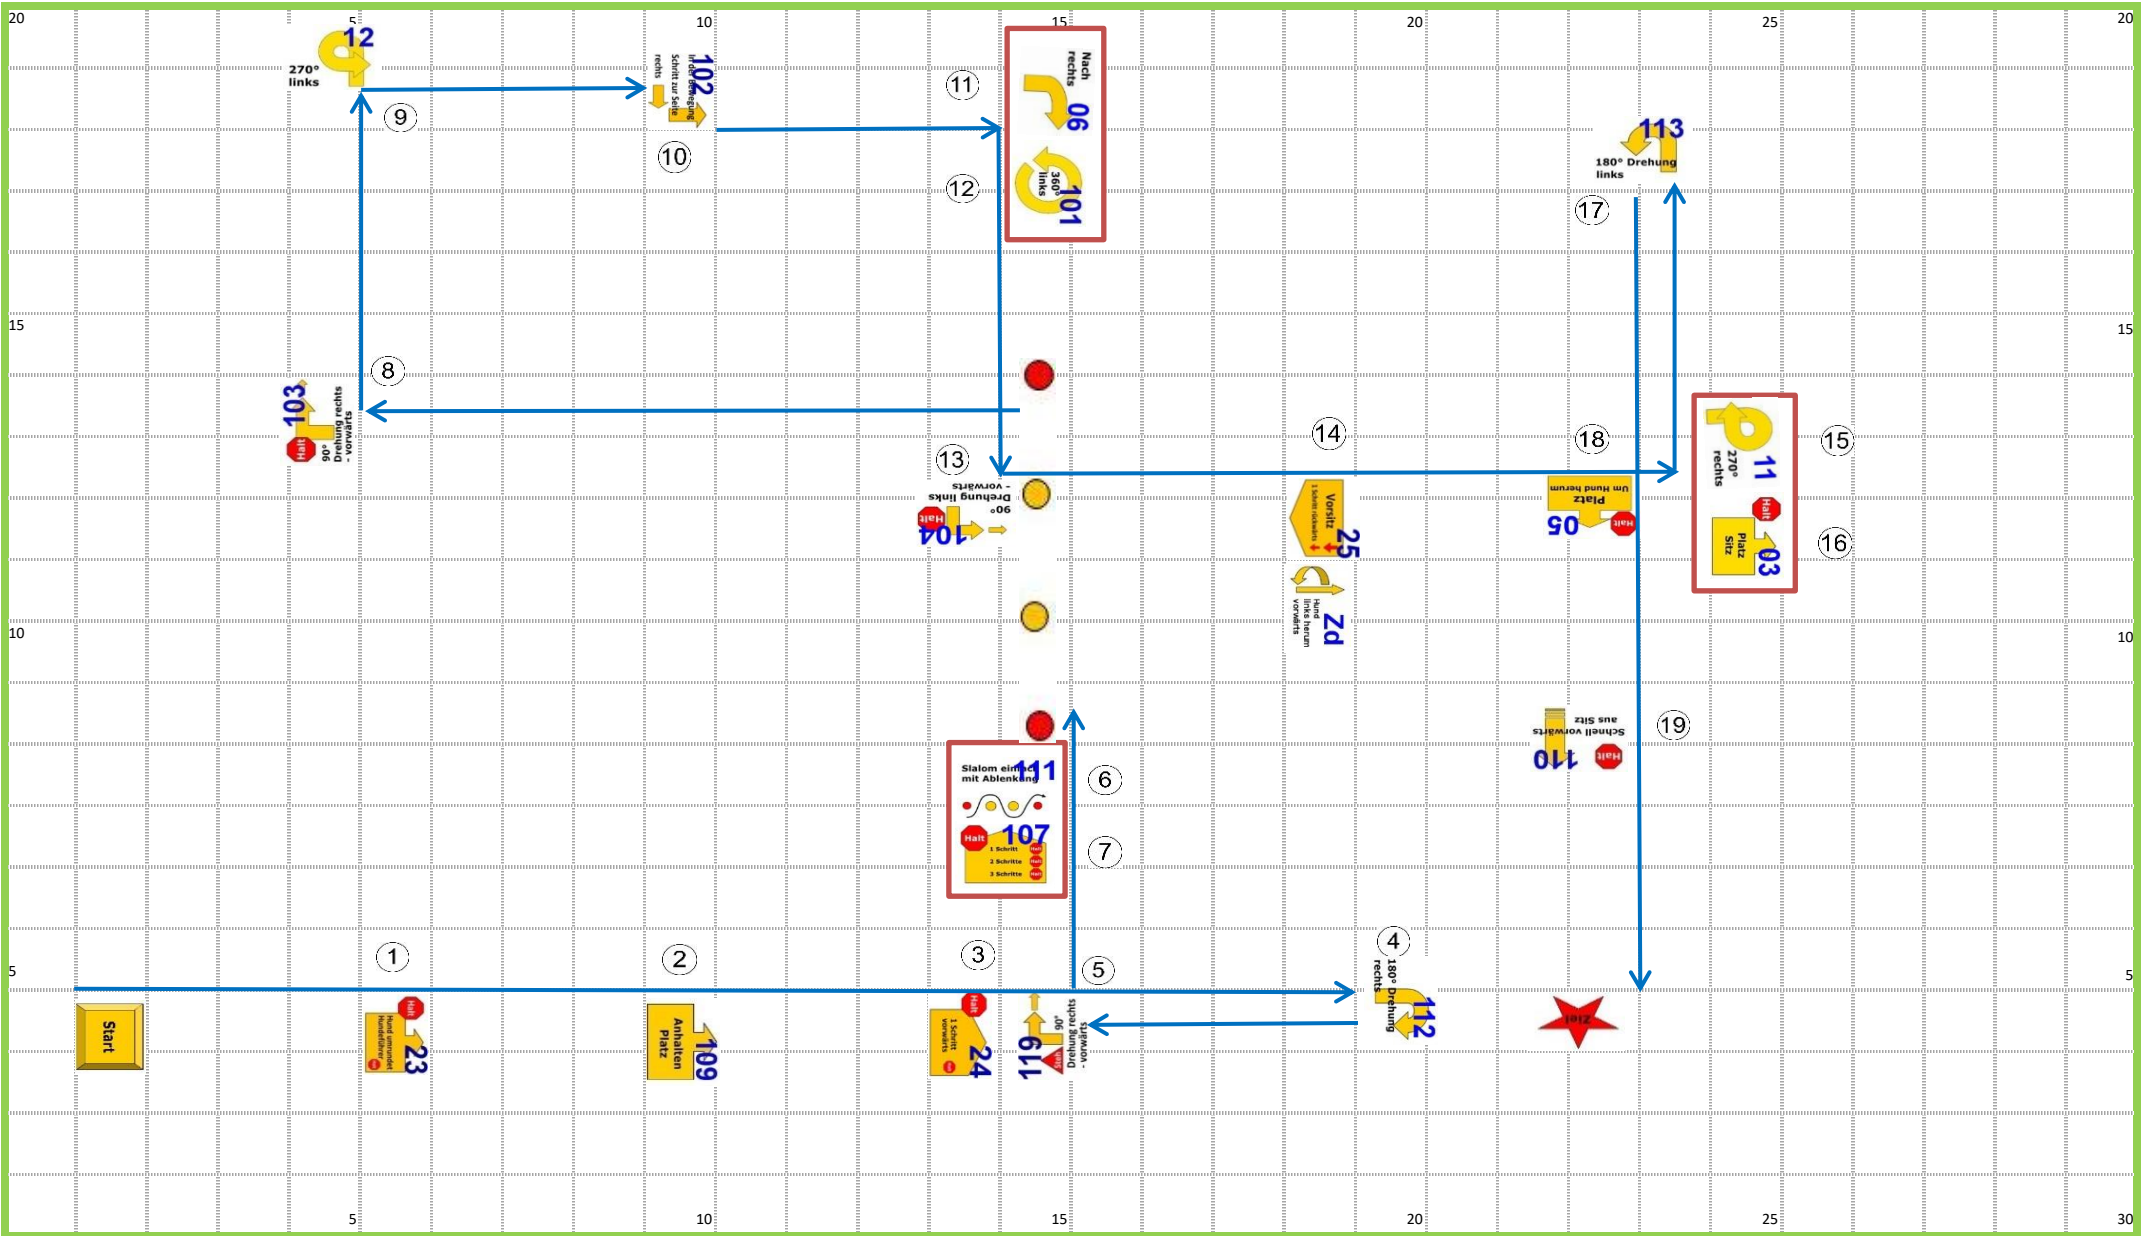 20
5
10
15
20
25
20
12
270°
links
9
102
in der Bewegung
Schritt zur Seite
rechts
10
11
Nach
rechts
06
12
360°
links
101
113
180° Drehung
links
17
15
15
8
103
Halt
90°
Drehung rechts
- vorwärts
13
90°
Drehung links
- vorwärts
Halt
104
14
Vorsitz
1 Schritt rückwärts
25
Hund
links herum
vorwärts
Zd
18
Um Hund herum
Platz
Halt
05
270°
rechts
11
15
Halt
Platz
Sitz
03
16
10
10
Halt
Schnell vorwärts
aus Sitz
110
19
Slalom einfach
mit Ablenkung
111
6
Halt
107
1 Schritt Halt
2 Schritte Halt
3 Schritte Halt
7
5
5
1
2
3
5
4
Start
Halt
Hund umrundet
Hundeführer
23
Anhalten
Platz
109
Halt
1 Schritt
vorwärts
24
119
Steh
90°
Drehung rechts
- vorwärts
180° Drehung
rechts
112
Ziel
5
10
15
20
25
30